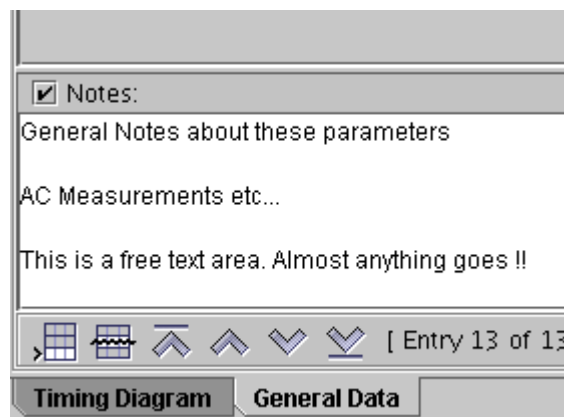 Notes:
General Notes about these parameters
AC Measurements etc...
This is a free text area. Almost anything goes !!
[ Entry 13 of 13
Timing Diagram General Data